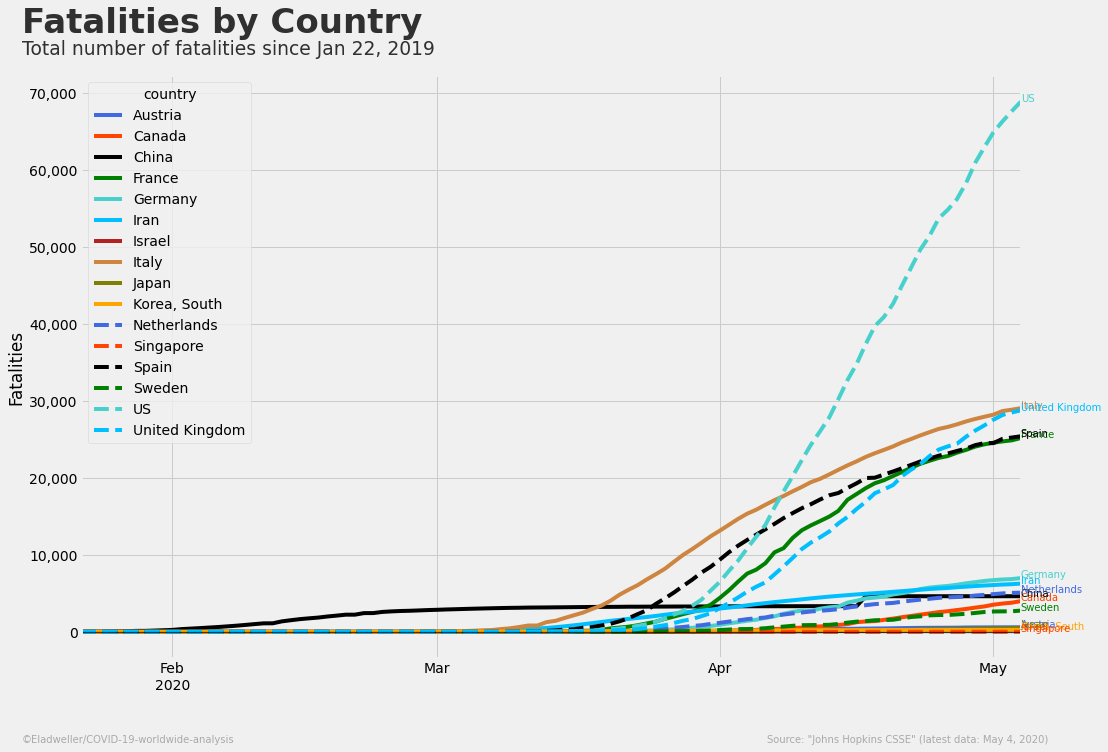 Fatalities by Country
Total number of fatalities since Jan 22, 2019
country
Austria
Canada
China
France
Germany
Iran
Israel
Italy
Japan
Korea, South
Netherlands
Singapore
Spain
Sweden
US
United Kingdom
Fatalities
70,000
60,000
50,000
40,000
30,000
20,000
10,000
0
Feb
2020
Mar
Apr
May
US
Italy
United Kingdom
Spain
France
Germany
Iran
Netherlands
China
Canada
Sweden
Austria
South
Singapore
©Eladweller/COVID-19-worldwide-analysis
Source: "Johns Hopkins CSSE" (latest data: May 4, 2020)